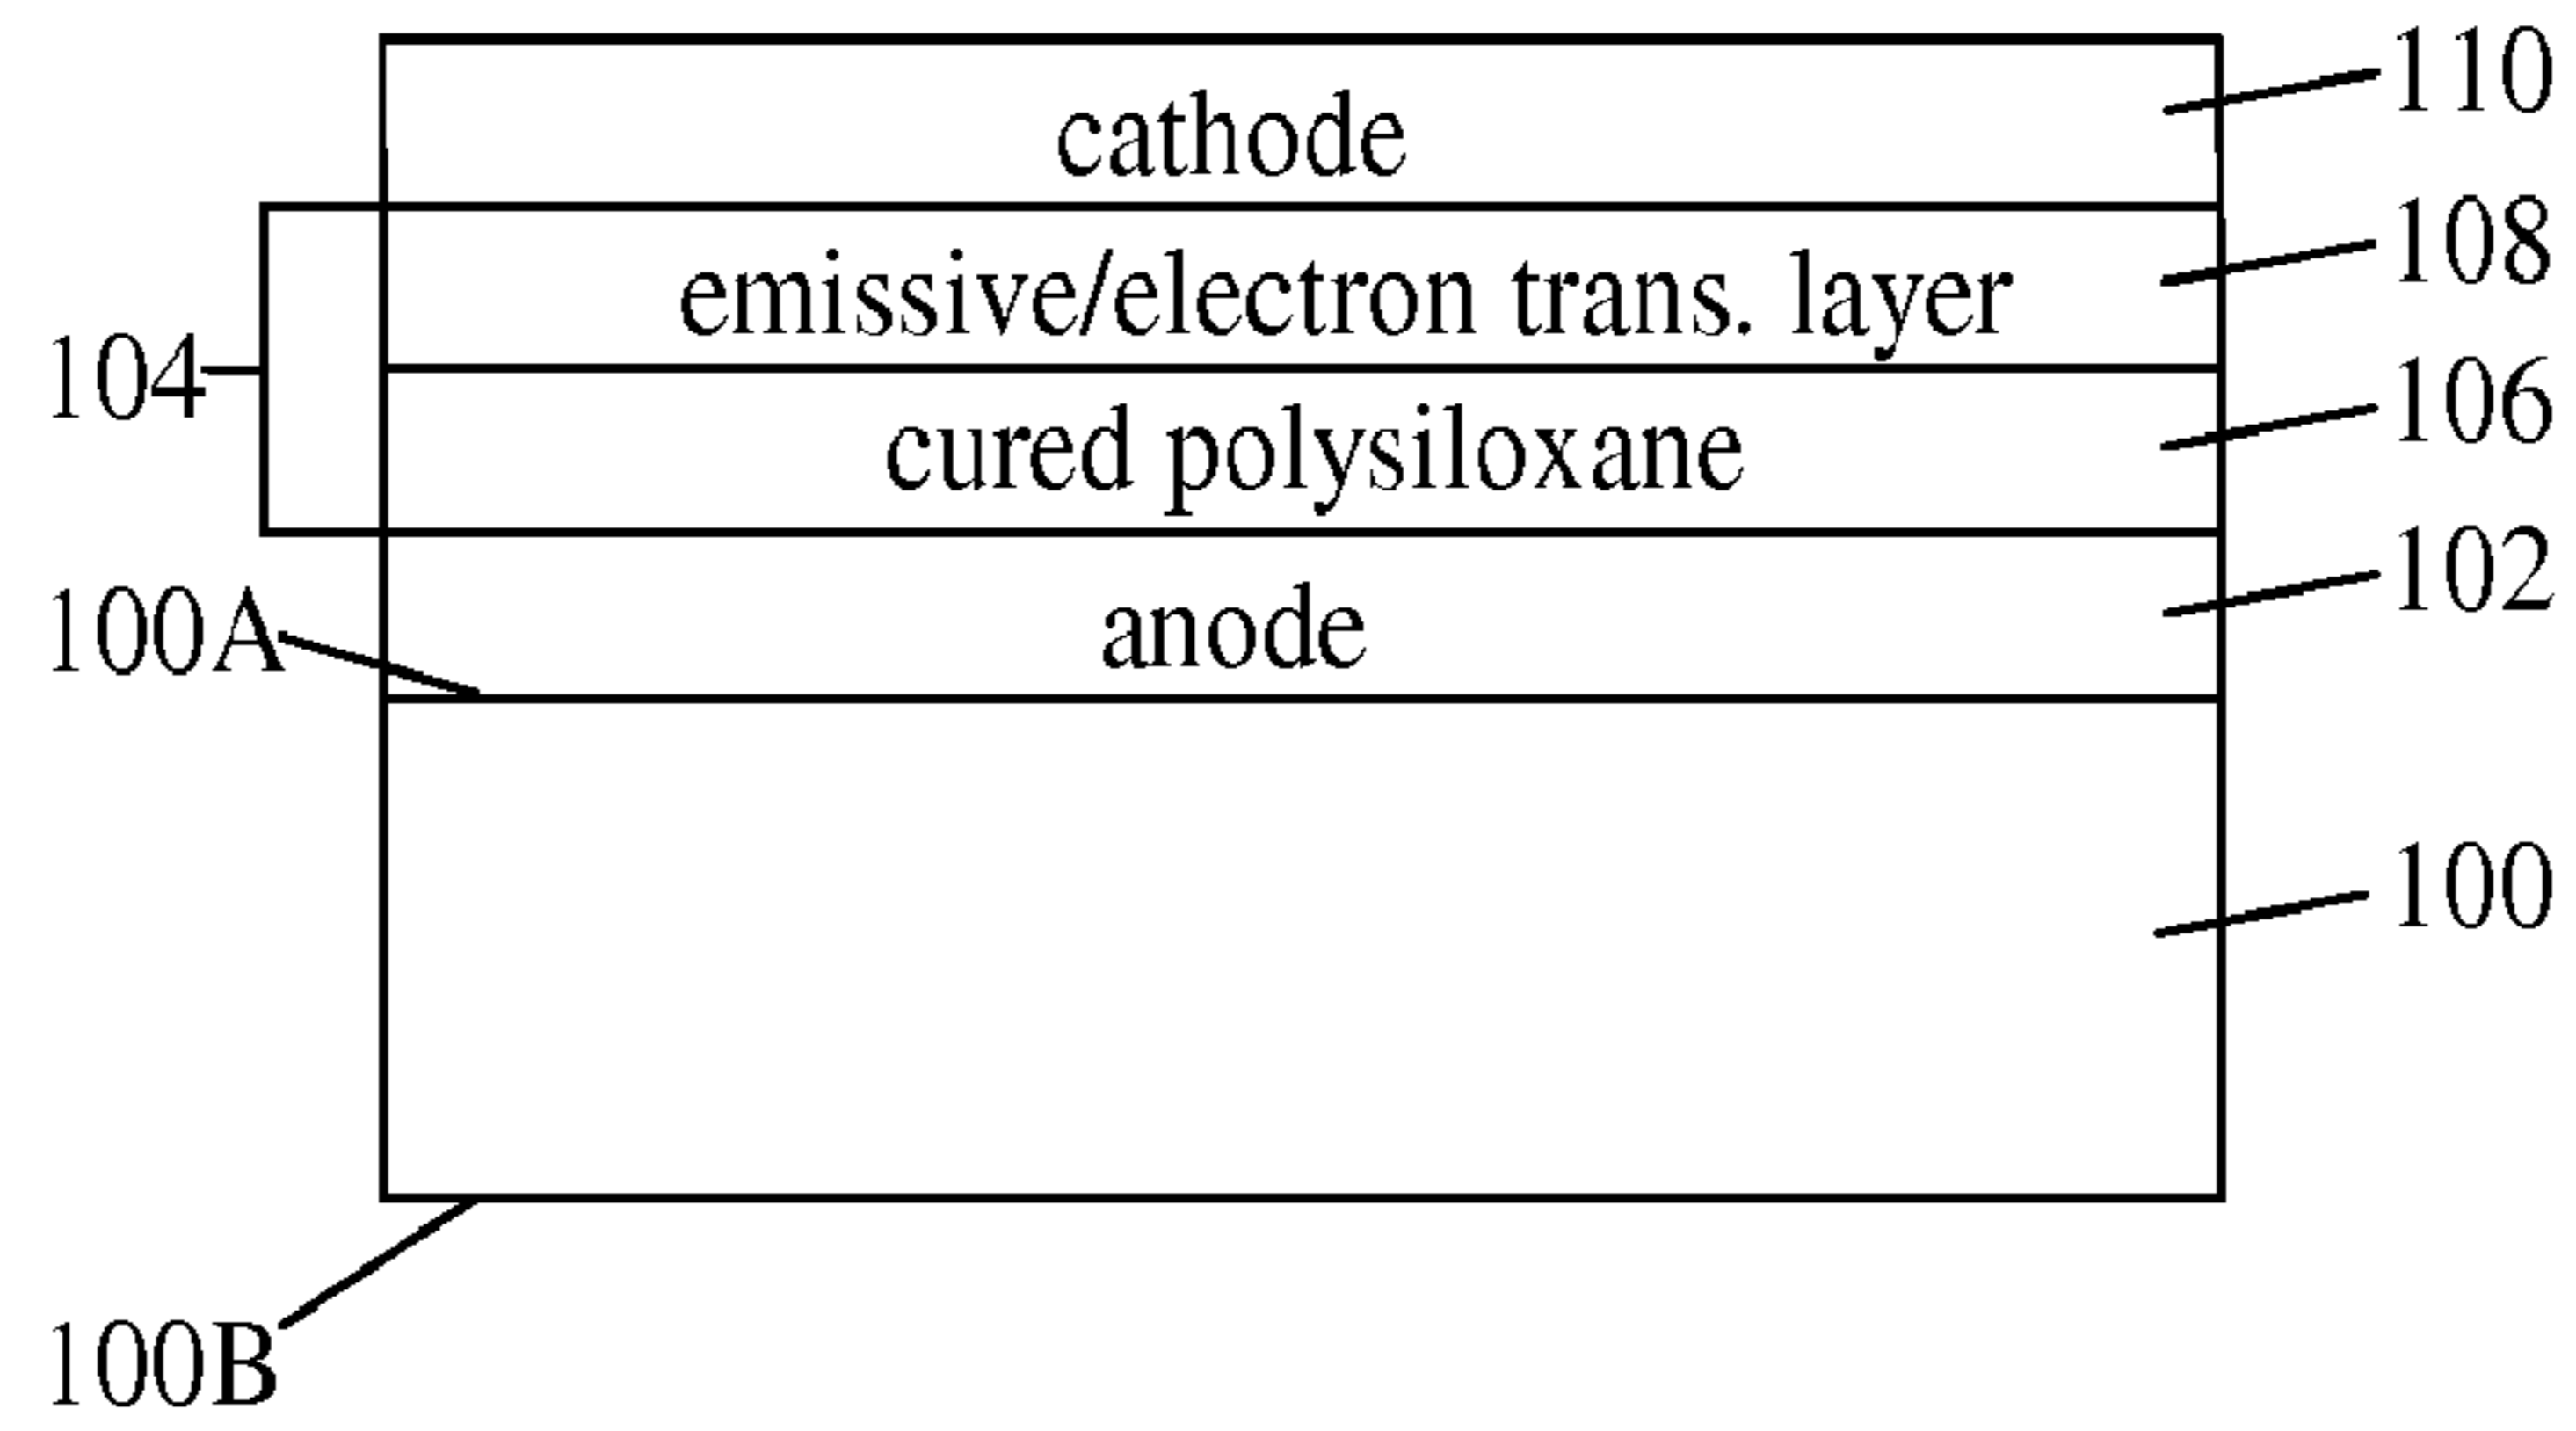 110
cathode
108
emissive/electron trans. layer
104
106
cured polysiloxane
102
100A
anode
100
100B